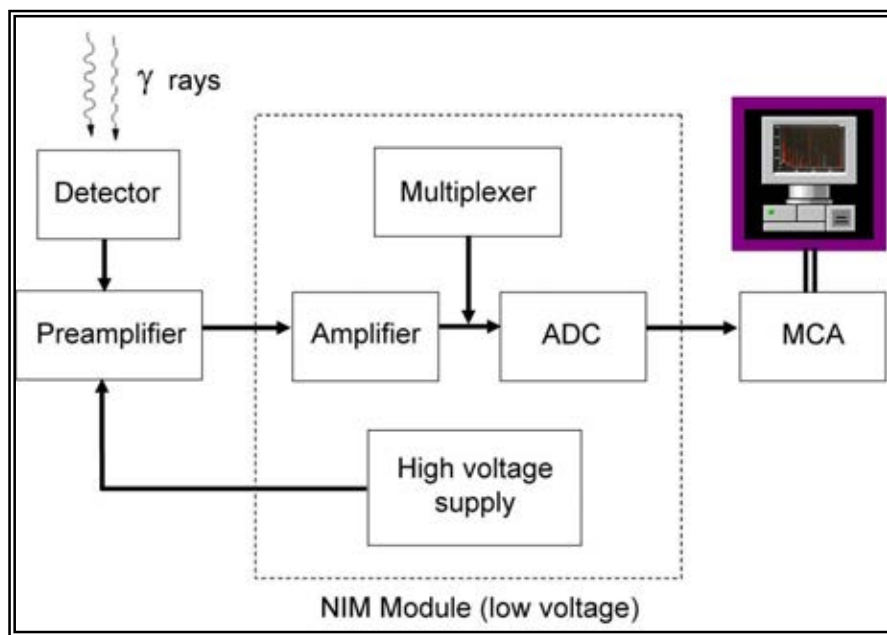 γ rays
Detector
Multiplexer
Preamplifier
Amplifier
ADC
MCA
High voltage
supply
NIM Module (low voltage)